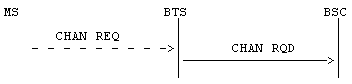 MS BTS BSC
CHAN REQ
CHAN RQD